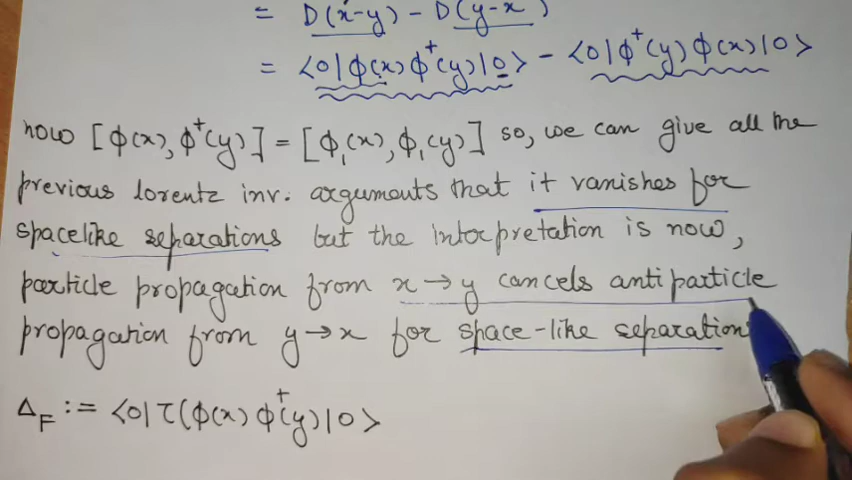 = D(x-y) - D(y-x)
= <0|φ(x) φ⁺(y)|0> - <0|φ⁺(y) φ(x)|0>
now [φ(x), φ⁺(y)] = [φ₁(x), φ₁(y)] so, we can give all the
previous lorentz inv. arguments that it vanishes for
spacelike separations but the interpretation is now,
particle propagation from x → y cancels antiparticle
propagation from y → x for space-like separation
Δ_F := <0|τ(φ(x) φ⁺(y)|0>